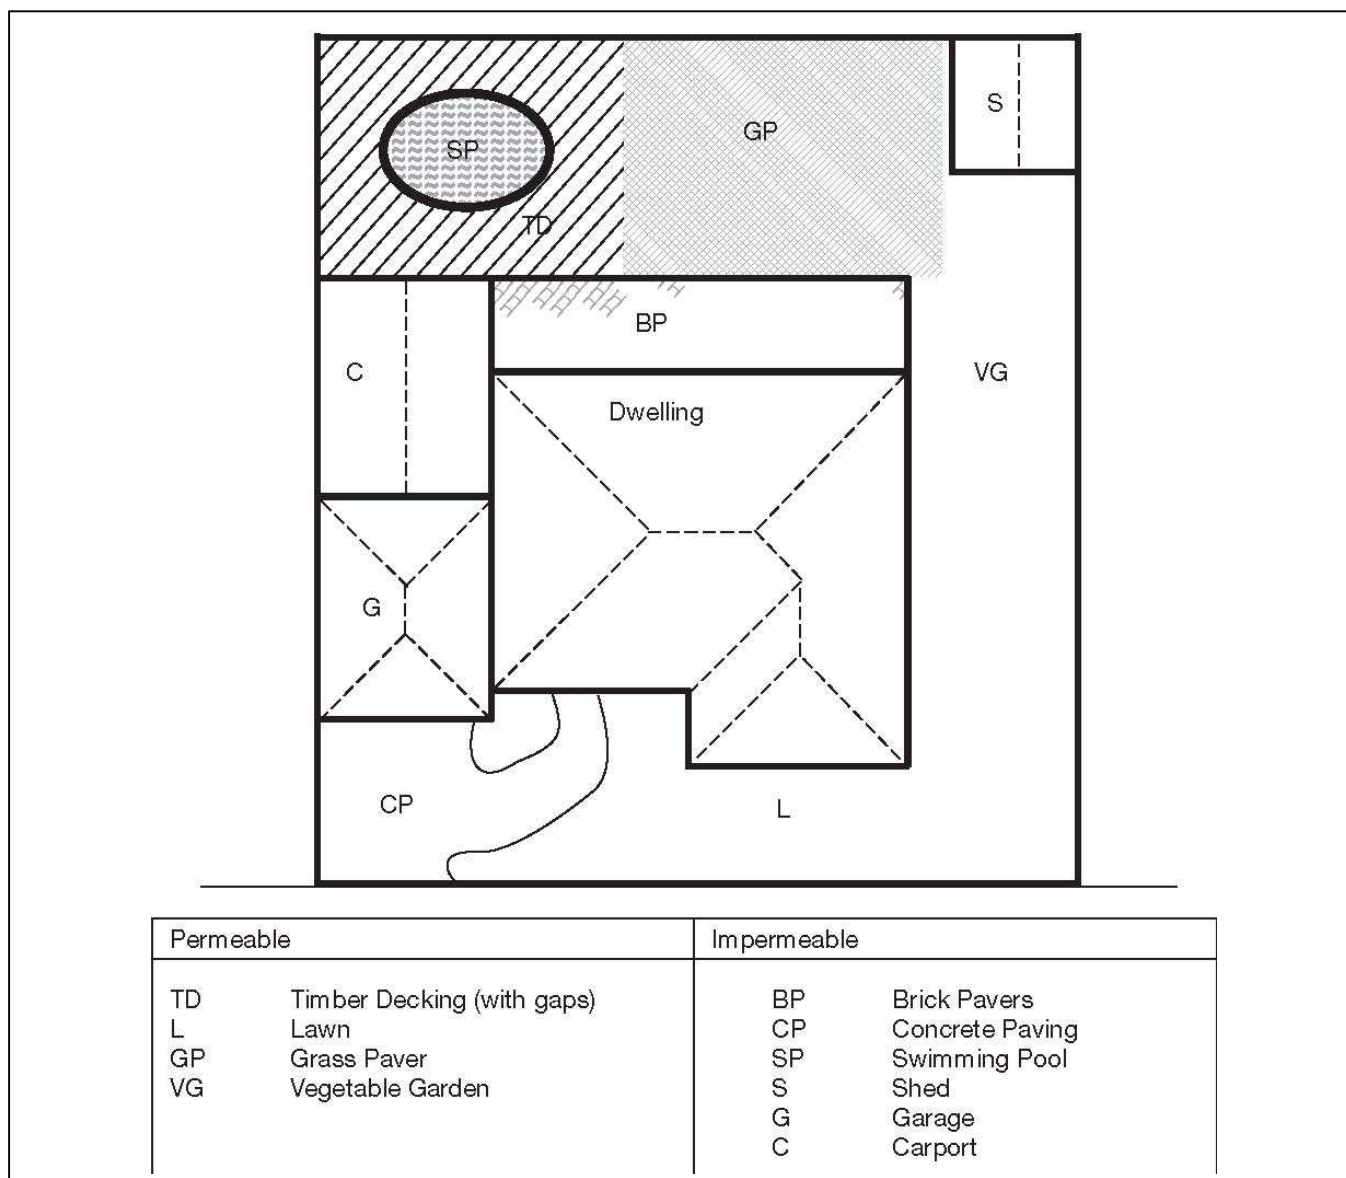 S
GP
SP
TD
BP
C
VG
Dwelling
G
CP
L
Permeable
Impermeable
TD Timber Decking (with gaps)
L Lawn
GP Grass Paver
VG Vegetable Garden
BP Brick Pavers
CP Concrete Paving
SP Swimming Pool
S Shed
G Garage
C Carport